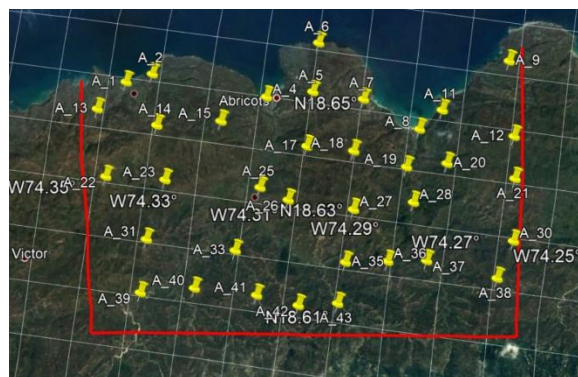 A_6
A_2
A_1
A_9
A_5
A_4
A_7
Abricots
N18.65°
A_13
A_14
A_15
A_11
A_8
A_12
A_17
A_18
A_19
A_20
W74.35°
A_22
A_23
A_25
A_21
W74.33°
W74.31°
A_26
N18.63°
A_27
A_28
W74.29°
A_31
A_33
W74.27°
A_30
W74.25°
Victor
A_35
A_36
A_37
A_40
A_41
A_38
A_39
A_42
N18.61°
A_43